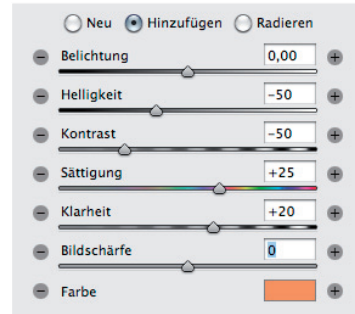 Neu Hinzufügen Radieren
Belichtung 0,00
Helligkeit -50
Kontrast -50
Sättigung +25
Klarheit +20
Bildschärfe 0
Farbe